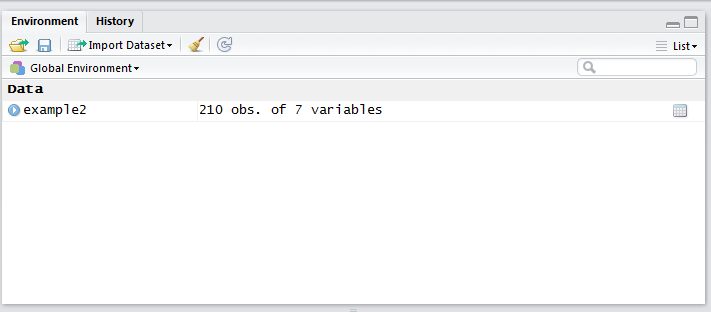 Environment History
Import Dataset List
Global Environment
Data
example2 210 obs. of 7 variables